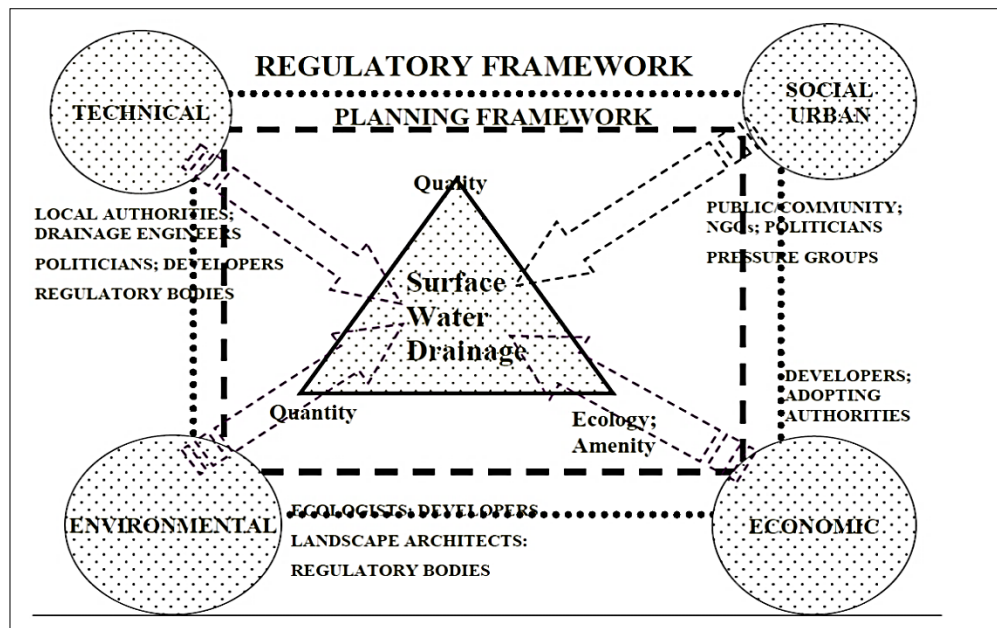 REGULATORY FRAMEWORK
PLANNING FRAMEWORK
TECHNICAL
SOCIAL
URBAN
Quality
LOCAL AUTHORITIES;
DRAINAGE ENGINEERS
POLITICIANS; DEVELOPERS
REGULATORY BODIES
PUBLIC/COMMUNITY;
NGOs; POLITICIANS
PRESSURE GROUPS
Surface
Water
Drainage
Quantity
Ecology;
Amenity
DEVELOPERS;
ADOPTING
AUTHORITIES
ENVIRONMENTAL
ECOLOGISTS; DEVELOPERS
LANDSCAPE ARCHITECTS:
REGULATORY BODIES
ECONOMIC